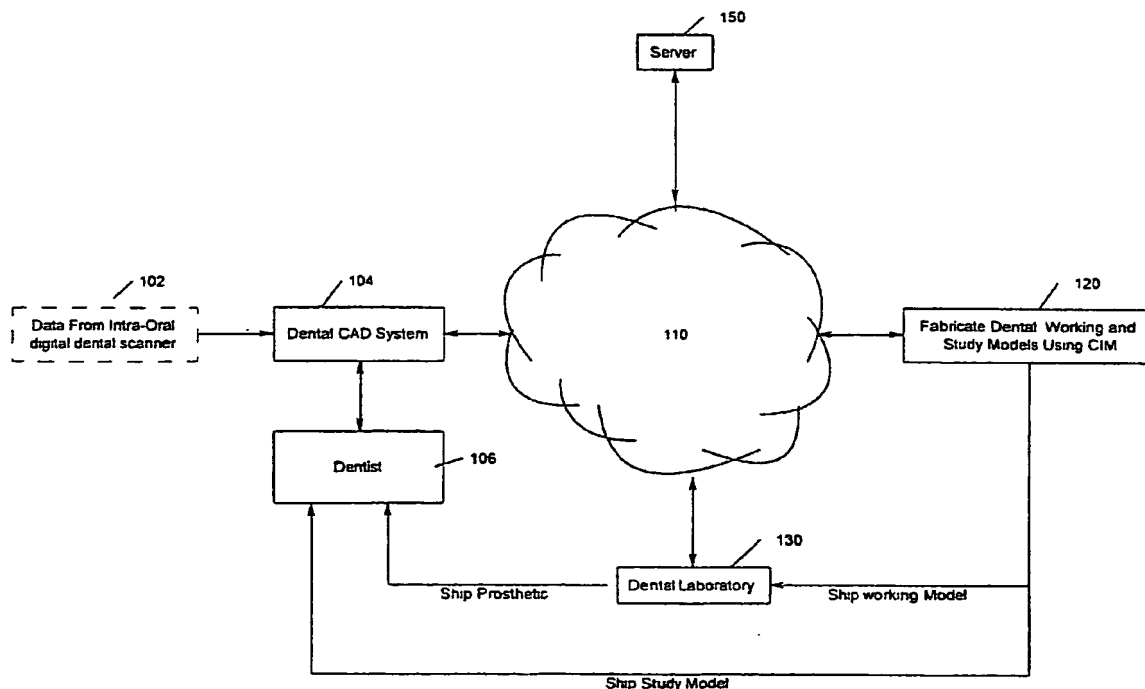 150
Server
102
104
120
Data From Intra-Oral
digital dental scanner
Dental CAD System
110
Fabricate Dental Working and
Study Models Using CIM
Dentist
106
130
Dental Laboratory
Ship Prosthetic
Ship working Model
Ship Study Model